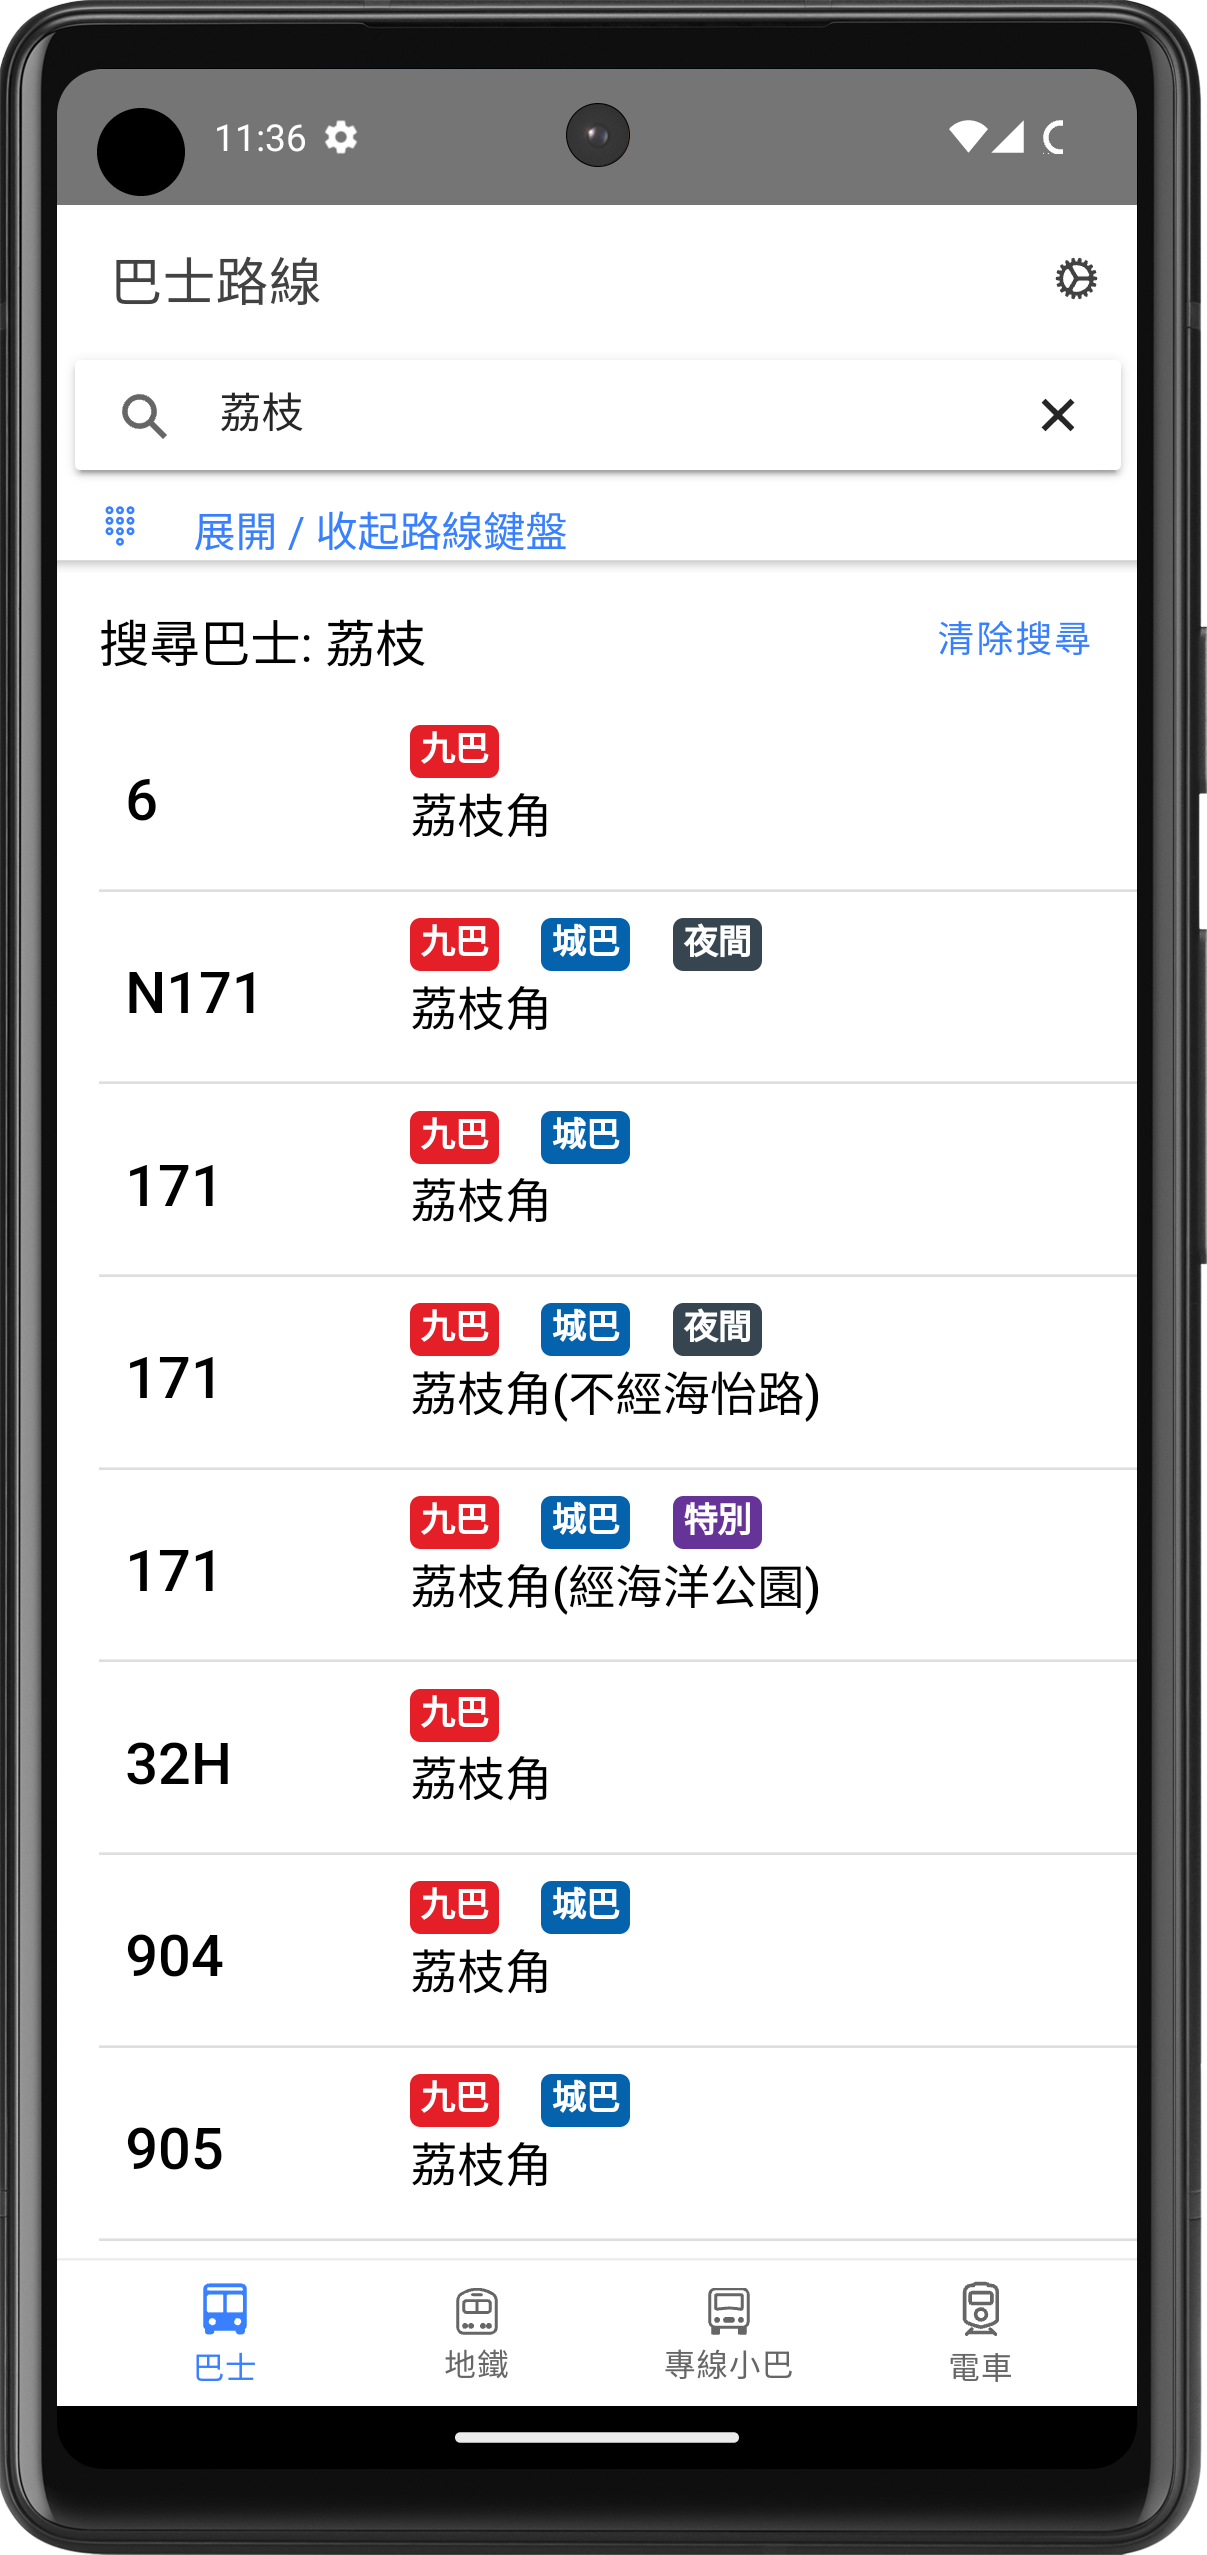 11:36
巴士路線
荔枝
展開 / 收起路線鍵盤
搜尋巴士: 荔枝
清除搜尋
九巴
6
荔枝角
九巴 城巴 夜間
N171
荔枝角
九巴 城巴
171
荔枝角
九巴 城巴 夜間
171
荔枝角(不經海怡路)
九巴 城巴 特別
171
荔枝角(經海洋公園)
九巴
32H
荔枝角
九巴 城巴
904
荔枝角
九巴 城巴
905
荔枝角
巴士 地鐵 專線小巴 電車